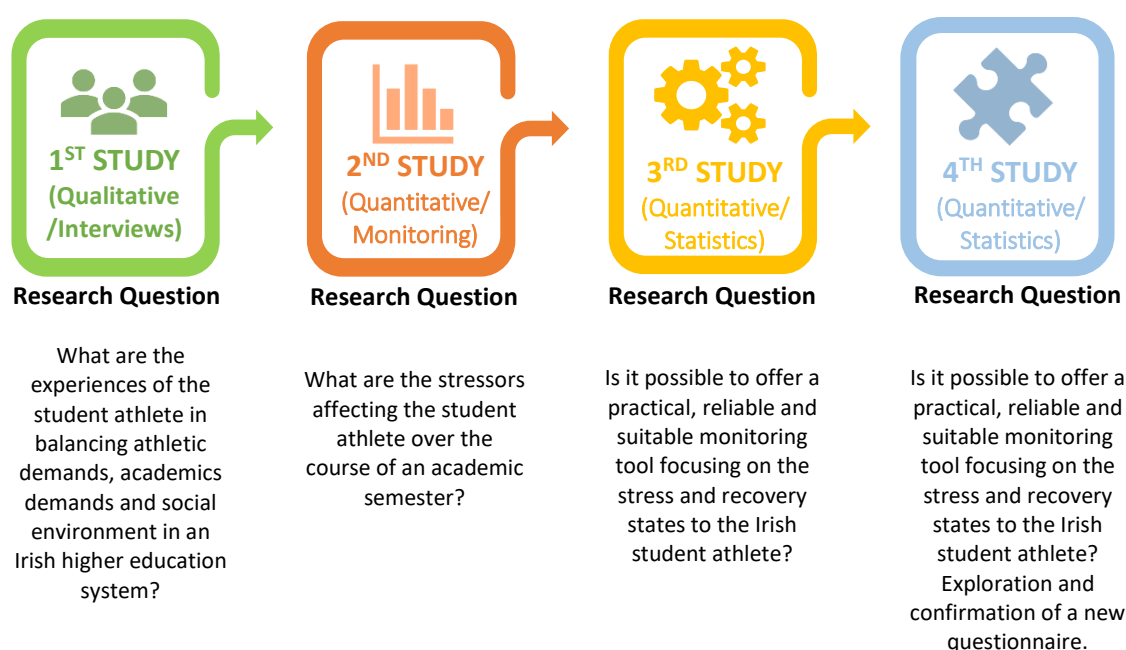 1ST STUDY
(Qualitative
/Interviews)
Research Question
What are the
experiences of the
student athlete in
balancing athletic
demands, academics
demands and social
environment in an
Irish higher education
system?
2ND STUDY
(Quantitative/
Monitoring)
Research Question
What are the stressors
affecting the student
athlete over the
course of an academic
semester?
3RD STUDY
(Quantitative/
Statistics)
Research Question
Is it possible to offer a
practical, reliable and
suitable monitoring
tool focusing on the
stress and recovery
states to the Irish
student athlete?
4TH STUDY
(Quantitative/
Statistics)
Research Question
Is it possible to offer a
practical, reliable and
suitable monitoring
tool focusing on the
stress and recovery
states to the Irish
student athlete?
Exploration and
confirmation of a new
questionnaire.